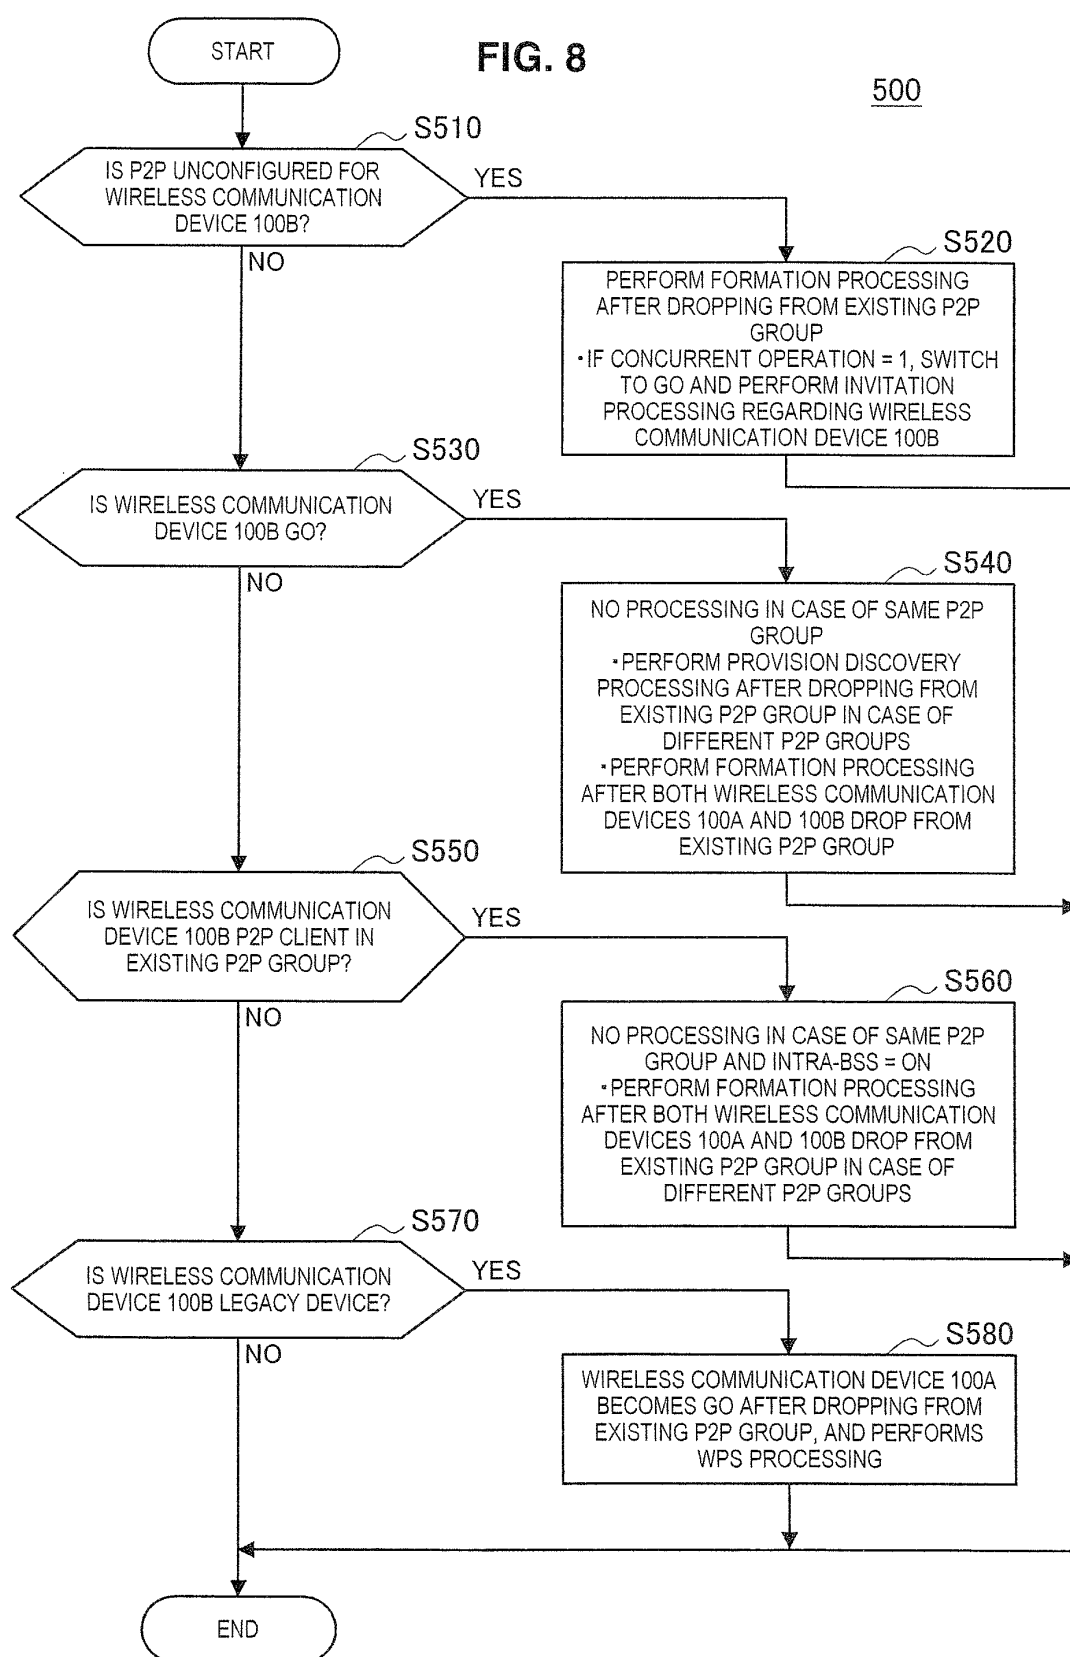 START
FIG. 8
500
S510
IS P2P UNCONFIGURED FOR
WIRELESS COMMUNICATION
DEVICE 100B?
YES
NO
S520
PERFORM FORMATION PROCESSING
AFTER DROPPING FROM EXISTING P2P
GROUP
・IF CONCURRENT OPERATION = 1, SWITCH
TO GO AND PERFORM INVITATION
PROCESSING REGARDING WIRELESS
COMMUNICATION DEVICE 100B
S530
IS WIRELESS COMMUNICATION
DEVICE 100B GO?
YES
NO
S540
NO PROCESSING IN CASE OF SAME P2P
GROUP
・PERFORM PROVISION DISCOVERY
PROCESSING AFTER DROPPING FROM
EXISTING P2P GROUP IN CASE OF
DIFFERENT P2P GROUPS
・PERFORM FORMATION PROCESSING
AFTER BOTH WIRELESS COMMUNICATION
DEVICES 100A AND 100B DROP FROM
EXISTING P2P GROUP
S550
IS WIRELESS COMMUNICATION
DEVICE 100B P2P CLIENT IN
EXISTING P2P GROUP?
YES
NO
S560
NO PROCESSING IN CASE OF SAME P2P
GROUP AND INTRA-BSS = ON
・PERFORM FORMATION PROCESSING
AFTER BOTH WIRELESS COMMUNICATION
DEVICES 100A AND 100B DROP FROM
EXISTING P2P GROUP IN CASE OF
DIFFERENT P2P GROUPS
S570
IS WIRELESS COMMUNICATION
DEVICE 100B LEGACY DEVICE?
YES
NO
S580
WIRELESS COMMUNICATION DEVICE 100A
BECOMES GO AFTER DROPPING FROM
EXISTING P2P GROUP, AND PERFORMS
WPS PROCESSING
END